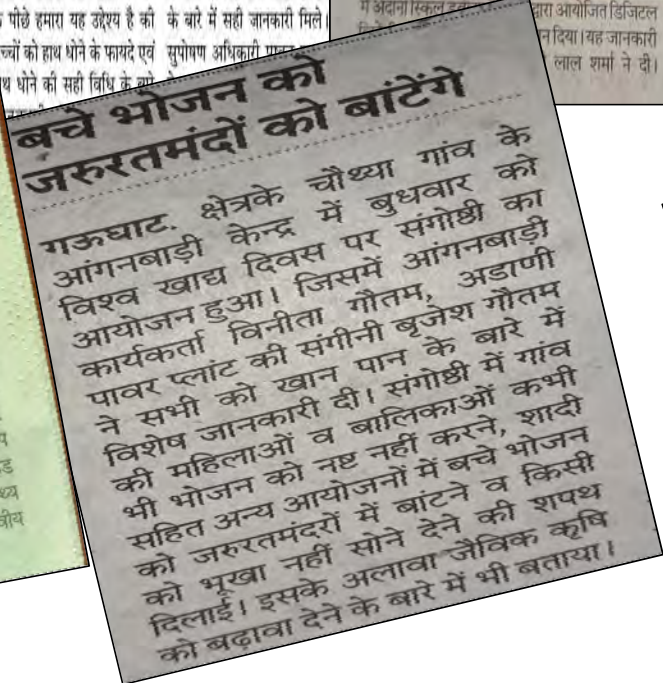 पीछे हमारा यह उद्देश्य है की
च्चों को हाथ धोने के फायदे एवं
थ धोने की सही विधि के बारे
के बारे में सही जानकारी मिले।
सुपोषण अधिकारी
द्वारा आयोजित डिजिटल
न दिया। यह जानकारी
लाल शर्मा ने दी।
बचे भोजन को
जरुरतमंदों को बांटेंगे
गऊघाट. क्षेत्रके चौथ्या गांव के
आंगनबाड़ी केन्द्र में बुधवार को
विश्व खाद्य दिवस पर संगोष्ठी का
आयोजन हुआ। जिसमें आंगनबाड़ी
कार्यकर्ता विनीता गौतम, अडाणी
पावर प्लांट की संगीनी बृजेश गौतम
ने सभी को खान पान के बारे में
विशेष जानकारी दी। संगोष्ठी में गांव
की महिलाओं व बालिकाओं कभी
भी भोजन को नष्ट नहीं करने, शादी
सहित अन्य आयोजनों में बचे भोजन
को जरुरतमंदरों में बांटने व किसी
को भूखा नहीं सोने देने की शपथ
दिलाई। इसके अलावा जैविक कृषि
को बढ़ावा देने के बारे में भी बताया।